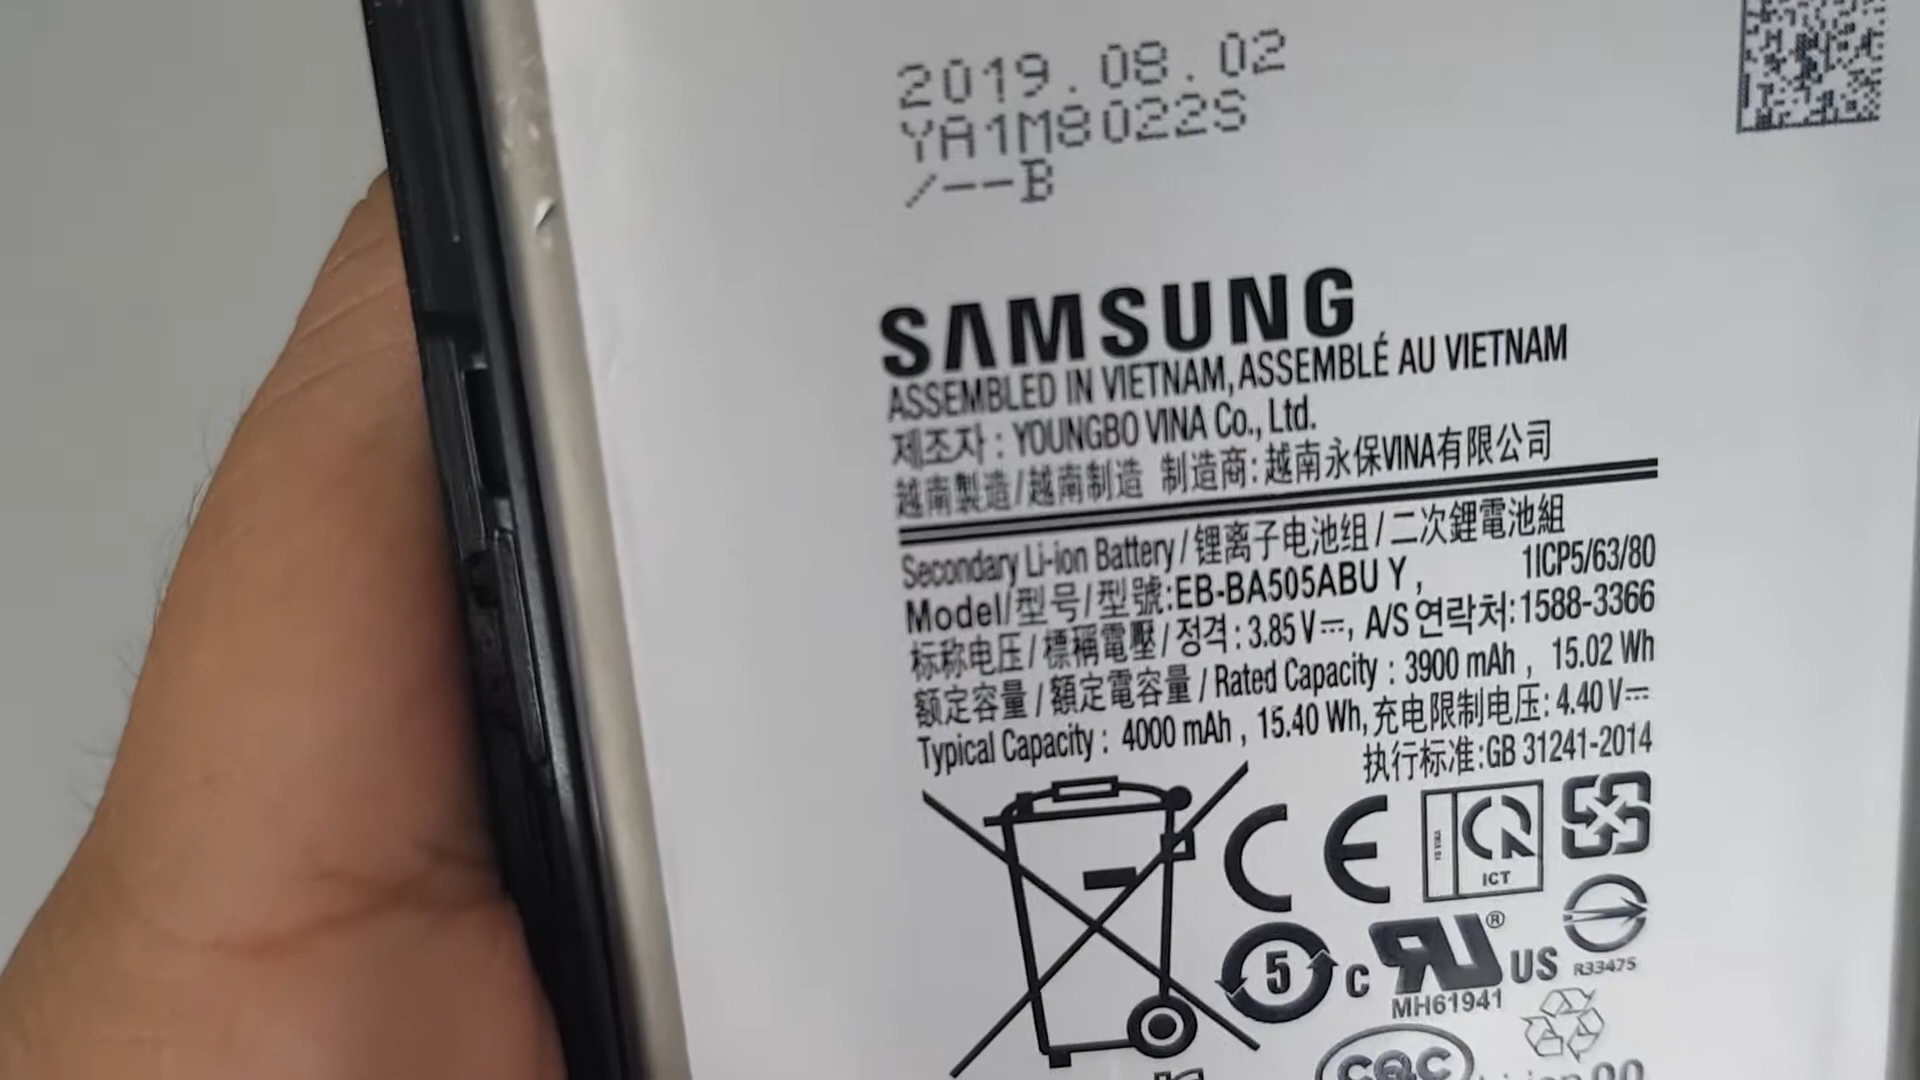 2019.08.02
YA1M8022S
/--B
SAMSUNG
ASSEMBLED IN VIETNAM, ASSEMBLÉ AU VIETNAM
제조자 : YOUNGBO VINA Co., Ltd.
越南製造/越南制造 制造商:越南永保VINA有限公司
Secondary Li-ion Battery / 锂离子电池组 / 二次鋰電池組
Model/型号/型號:EB-BA505ABU Y, 1ICP5/63/80
标称电压/標稱電壓/정격:3.85V⎓, A/S연락처:1588-3366
额定容量/額定電容量/Rated Capacity : 3900 mAh, 15.02 Wh
Typical Capacity : 4000 mAh, 15.40 Wh,充电限制电压:4.40V⎓
执行标准:GB 31241-2014
CE
ICT
5
c RU ® US
R33475
MH61941
CQC